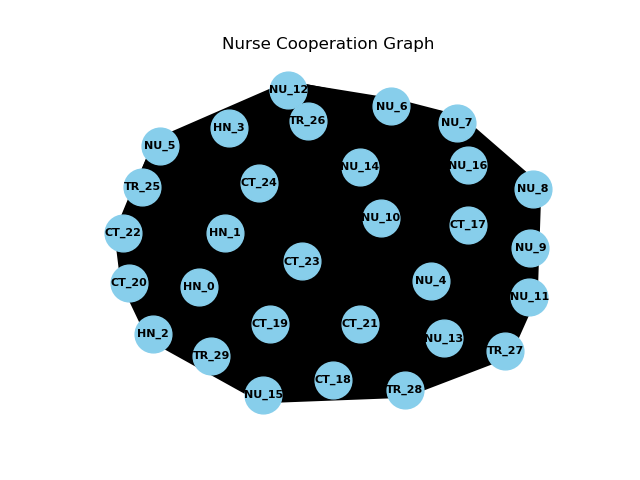 Nurse Cooperation Graph
NU_12
NU_6
TR_26
NU_7
HN_3
NU_5
NU_14
NU_16
CT_24
TR_25
NU_8
NU_10
CT_17
CT_22
HN_1
NU_9
CT_23
NU_4
CT_20
HN_0
NU_11
CT_19
CT_21
HN_2
NU_13
TR_27
TR_29
CT_18
TR_28
NU_15